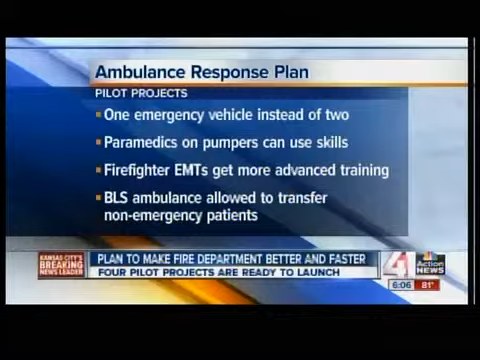 Ambulance Response Plan
PILOT PROJECTS
One emergency vehicle instead of two
Paramedics on pumpers can use skills
Firefighter EMTs get more advanced training
BLS ambulance allowed to transfer
non-emergency patients
KANSAS CITY'S
BREAKING
NEWS LEADER
PLAN TO MAKE FIRE DEPARTMENT BETTER AND FASTER
FOUR PILOT PROJECTS ARE READY TO LAUNCH
41
Action
NEWS
6:06 81°